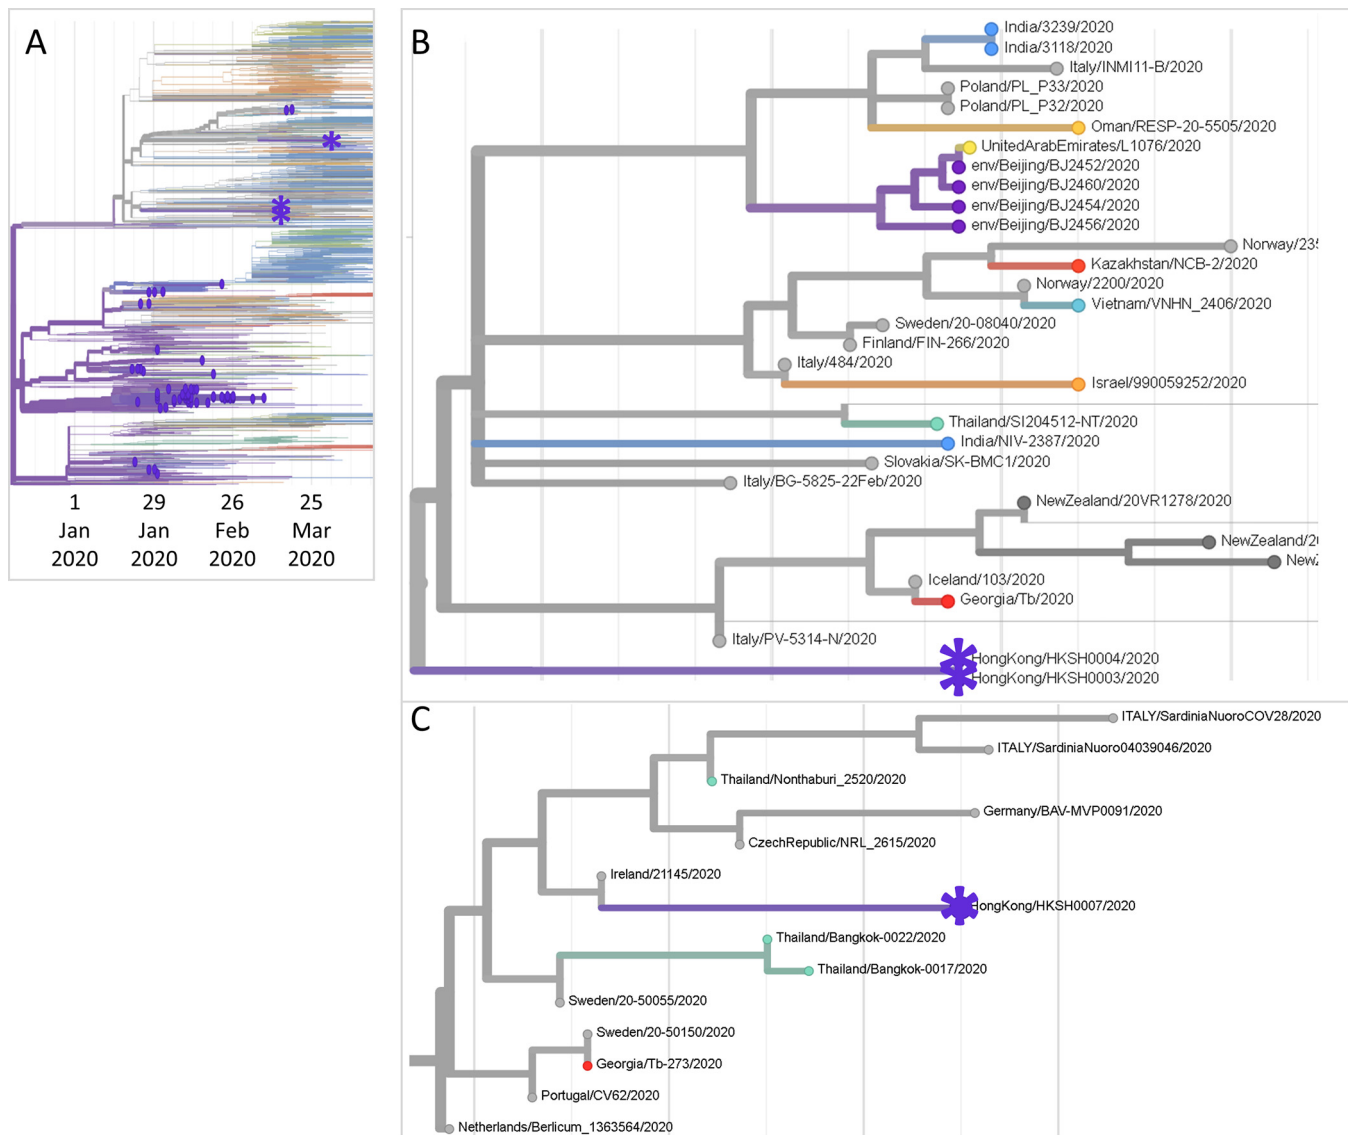 A
1
Jan
2020
29
Jan
2020
26
Feb
2020
25
Mar
2020
B
India/3239/2020
India/3118/2020
Italy/INMI11-B/2020
Poland/PL_P33/2020
Poland/PL_P32/2020
Oman/RESP-20-5505/2020
UnitedArabEmirates/L1076/2020
env/Beijing/BJ2452/2020
env/Beijing/BJ2460/2020
env/Beijing/BJ2454/2020
env/Beijing/BJ2456/2020
Norway/235
Kazakhstan/NCB-2/2020
Norway/2200/2020
Vietnam/VNHN_2406/2020
Sweden/20-08040/2020
Finland/FIN-266/2020
Italy/484/2020
Israel/990059252/2020
Thailand/SI204512-NT/2020
India/NIV-2387/2020
Slovakia/SK-BMC1/2020
Italy/BG-5825-22Feb/2020
NewZealand/20VR1278/2020
NewZealand/20
NewZ
Iceland/103/2020
Georgia/Tb/2020
Italy/PV-5314-N/2020
HongKong/HKSH0004/2020
HongKong/HKSH0003/2020
C
ITALY/SardiniaNuoroCOV28/2020
ITALY/SardiniaNuoro04039046/2020
Thailand/Nonthaburi_2520/2020
Germany/BAV-MVP0091/2020
CzechRepublic/NRL_2615/2020
Ireland/21145/2020
HongKong/HKSH0007/2020
Thailand/Bangkok-0022/2020
Thailand/Bangkok-0017/2020
Sweden/20-50055/2020
Sweden/20-50150/2020
Georgia/Tb-273/2020
Portugal/CV62/2020
Netherlands/Berlicum_1363564/2020